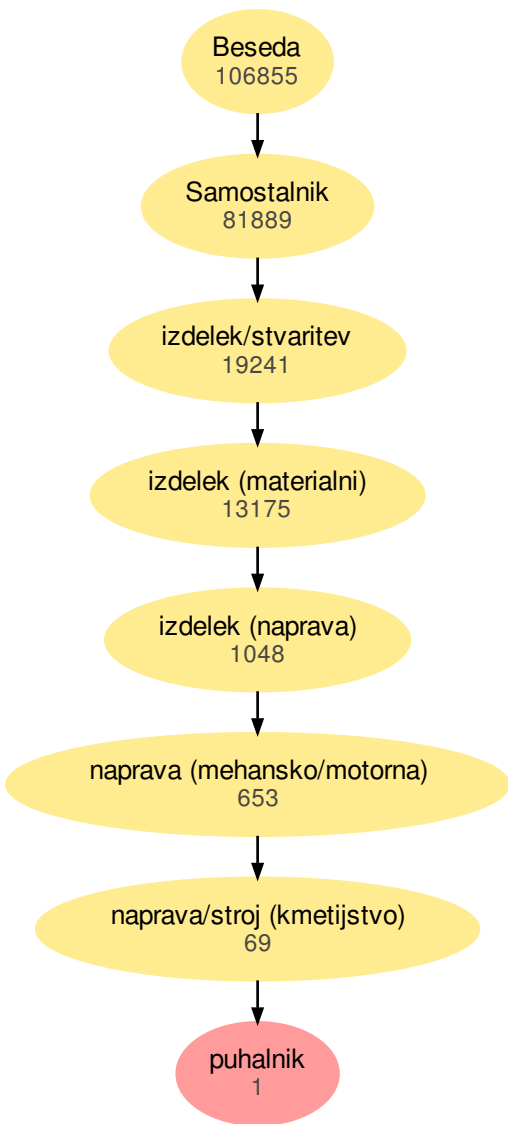 Beseda
106855
Samostalnik
81889
izdelek/stvaritev
19241
izdelek (materialni)
13175
izdelek (naprava)
1048
naprava (mehansko/motorna)
653
naprava/stroj (kmetijstvo)
69
puhalnik
1